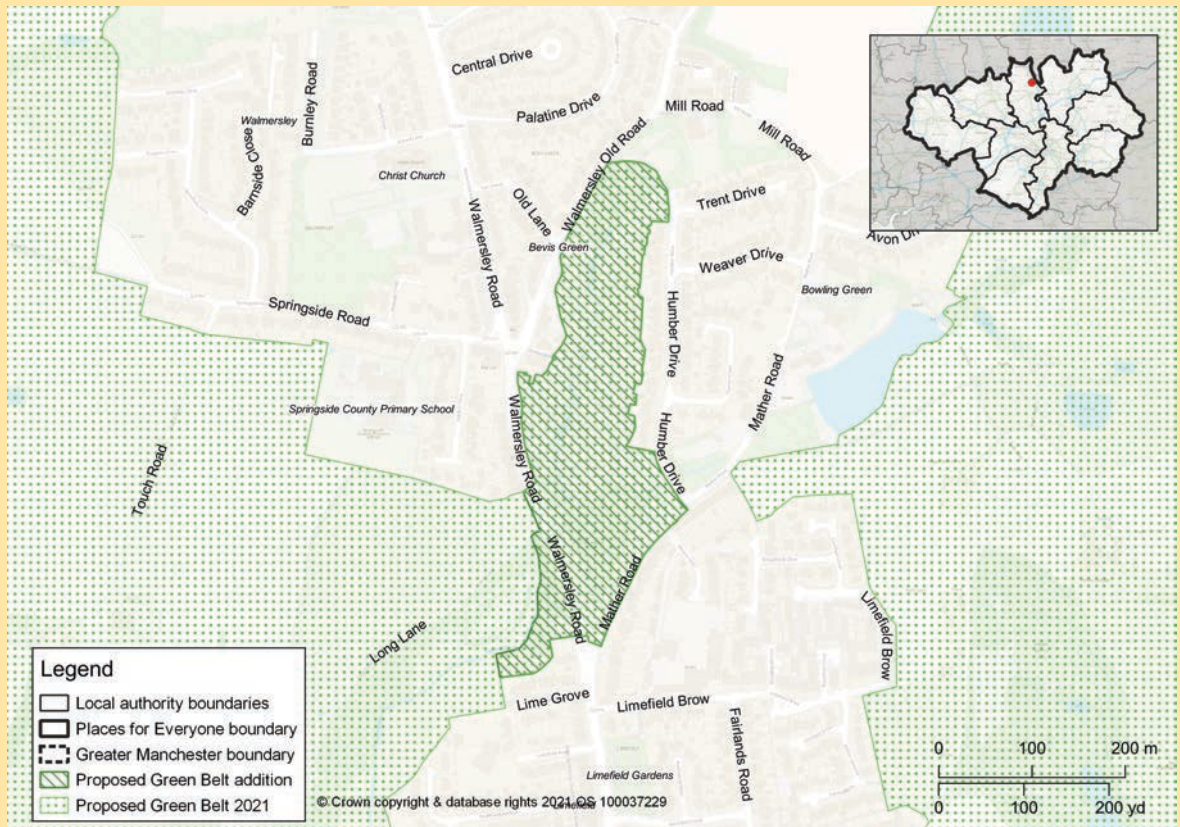 Central Drive
Mill Road
Burnley Road
Walmersley
Palatine Drive
Mill Road
Barnside Close
Christ Church
Old Lane
Walmersley Old Road
Trent Drive
Walmersley Road
Bevis Green
Avon Dri
Weaver Drive
Bowling Green
Springside Road
Humber Drive
Mather Road
Springside County Primary School
Walmersley Road
Humber Drive
Touch Road
Walmersley Road
Mather Road
Limefield Brow
Long Lane
Lime Grove
Limefield Brow
Fairlands Road
Limefield Gardens
Legend
Local authority boundaries
Places for Everyone boundary
Greater Manchester boundary
Proposed Green Belt addition
Proposed Green Belt 2021
© Crown copyright & database rights 2021 OS 100037229
0 100 200 m
0 100 200 yd